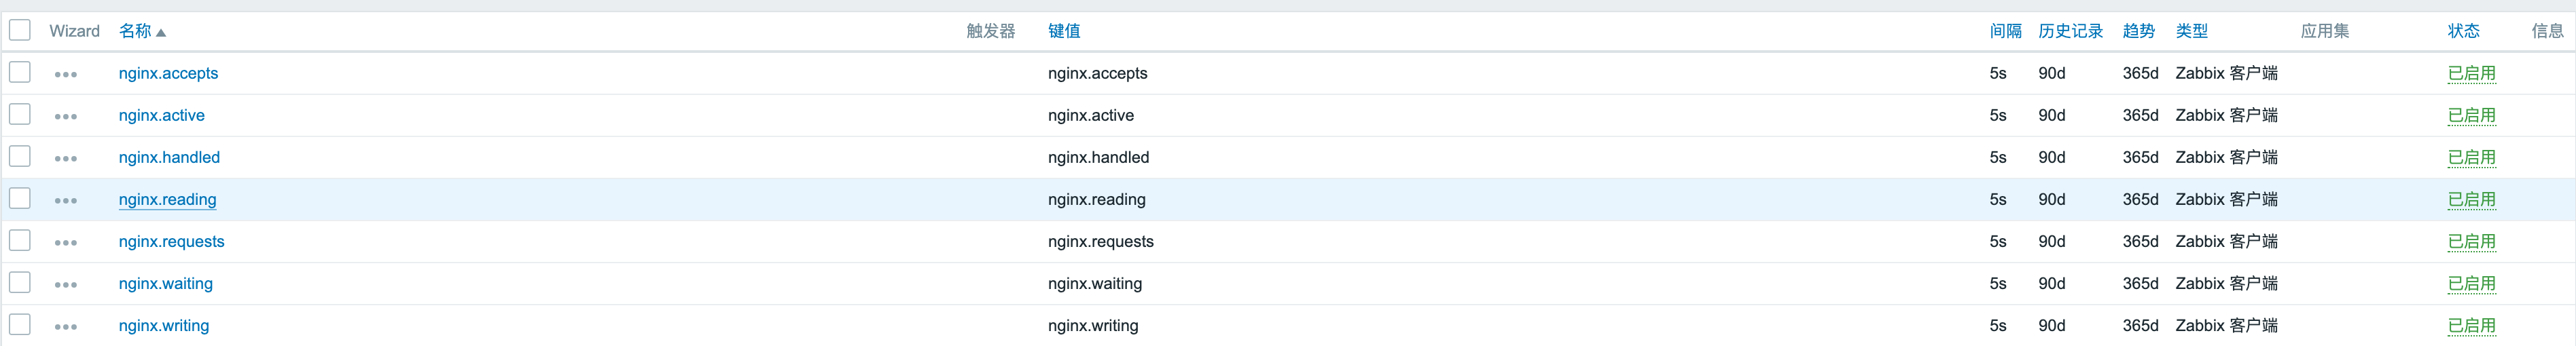 Wizard 名称▲ 触发器 键值 间隔 历史记录 趋势 类型 应用集 状态 信息
nginx.accepts nginx.accepts 5s 90d 365d Zabbix 客户端 已启用
nginx.active nginx.active 5s 90d 365d Zabbix 客户端 已启用
nginx.handled nginx.handled 5s 90d 365d Zabbix 客户端 已启用
nginx.reading nginx.reading 5s 90d 365d Zabbix 客户端 已启用
nginx.requests nginx.requests 5s 90d 365d Zabbix 客户端 已启用
nginx.waiting nginx.waiting 5s 90d 365d Zabbix 客户端 已启用
nginx.writing nginx.writing 5s 90d 365d Zabbix 客户端 已启用